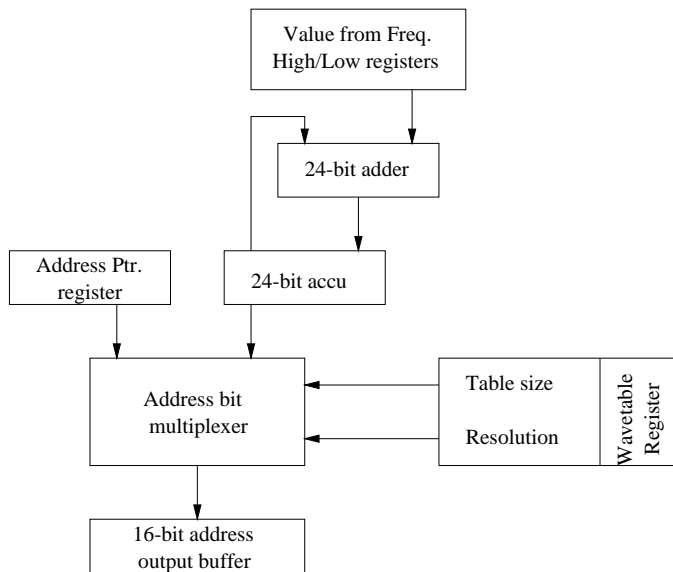 Value from Freq.
High/Low registers
24-bit adder
Address Ptr.
register
24-bit accu
Address bit
multiplexer
Table size
Resolution
Wavetable
Register
16-bit address
output buffer